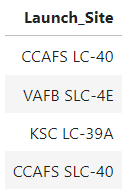 Launch_Site
CCAFS LC-40
VAFB SLC-4E
KSC LC-39A
CCAFS SLC-40